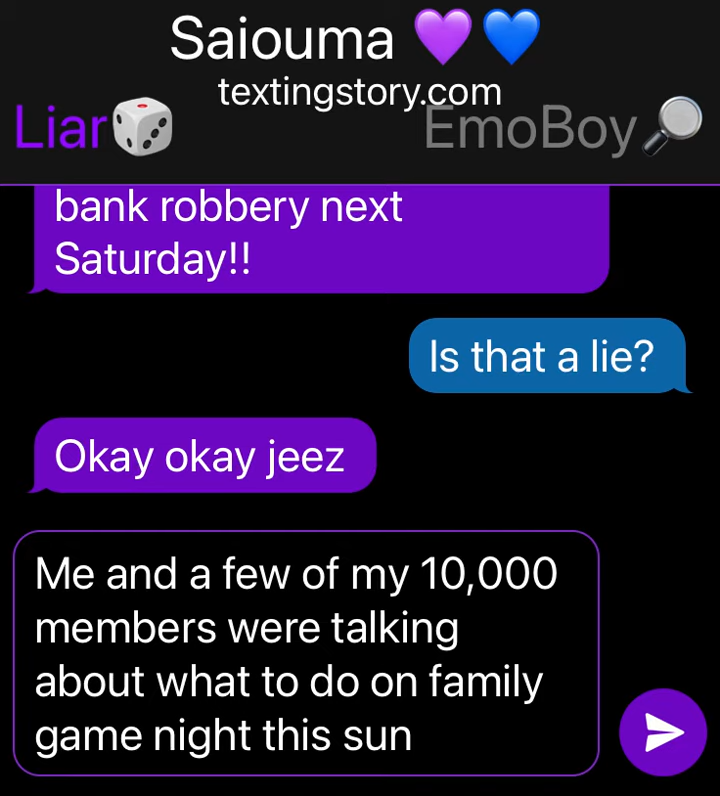 Saiouma 💜💙
textingstory.com
Liar🎲
EmoBoy🔎
bank robbery next
Saturday!!
Is that a lie?
Okay okay jeez
Me and a few of my 10,000
members were talking
about what to do on family
game night this sun